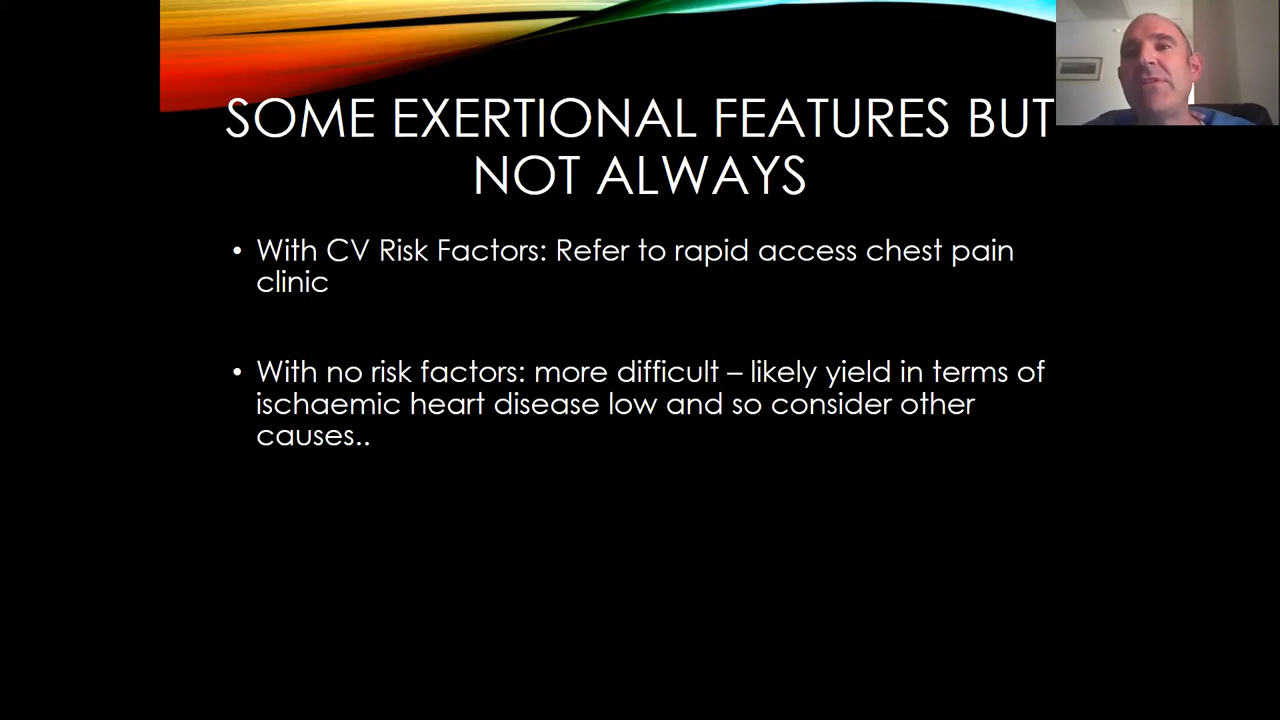 SOME EXERTIONAL FEATURES BUT
NOT ALWAYS
• With CV Risk Factors: Refer to rapid access chest pain
clinic
• With no risk factors: more difficult – likely yield in terms of
ischaemic heart disease low and so consider other
causes..